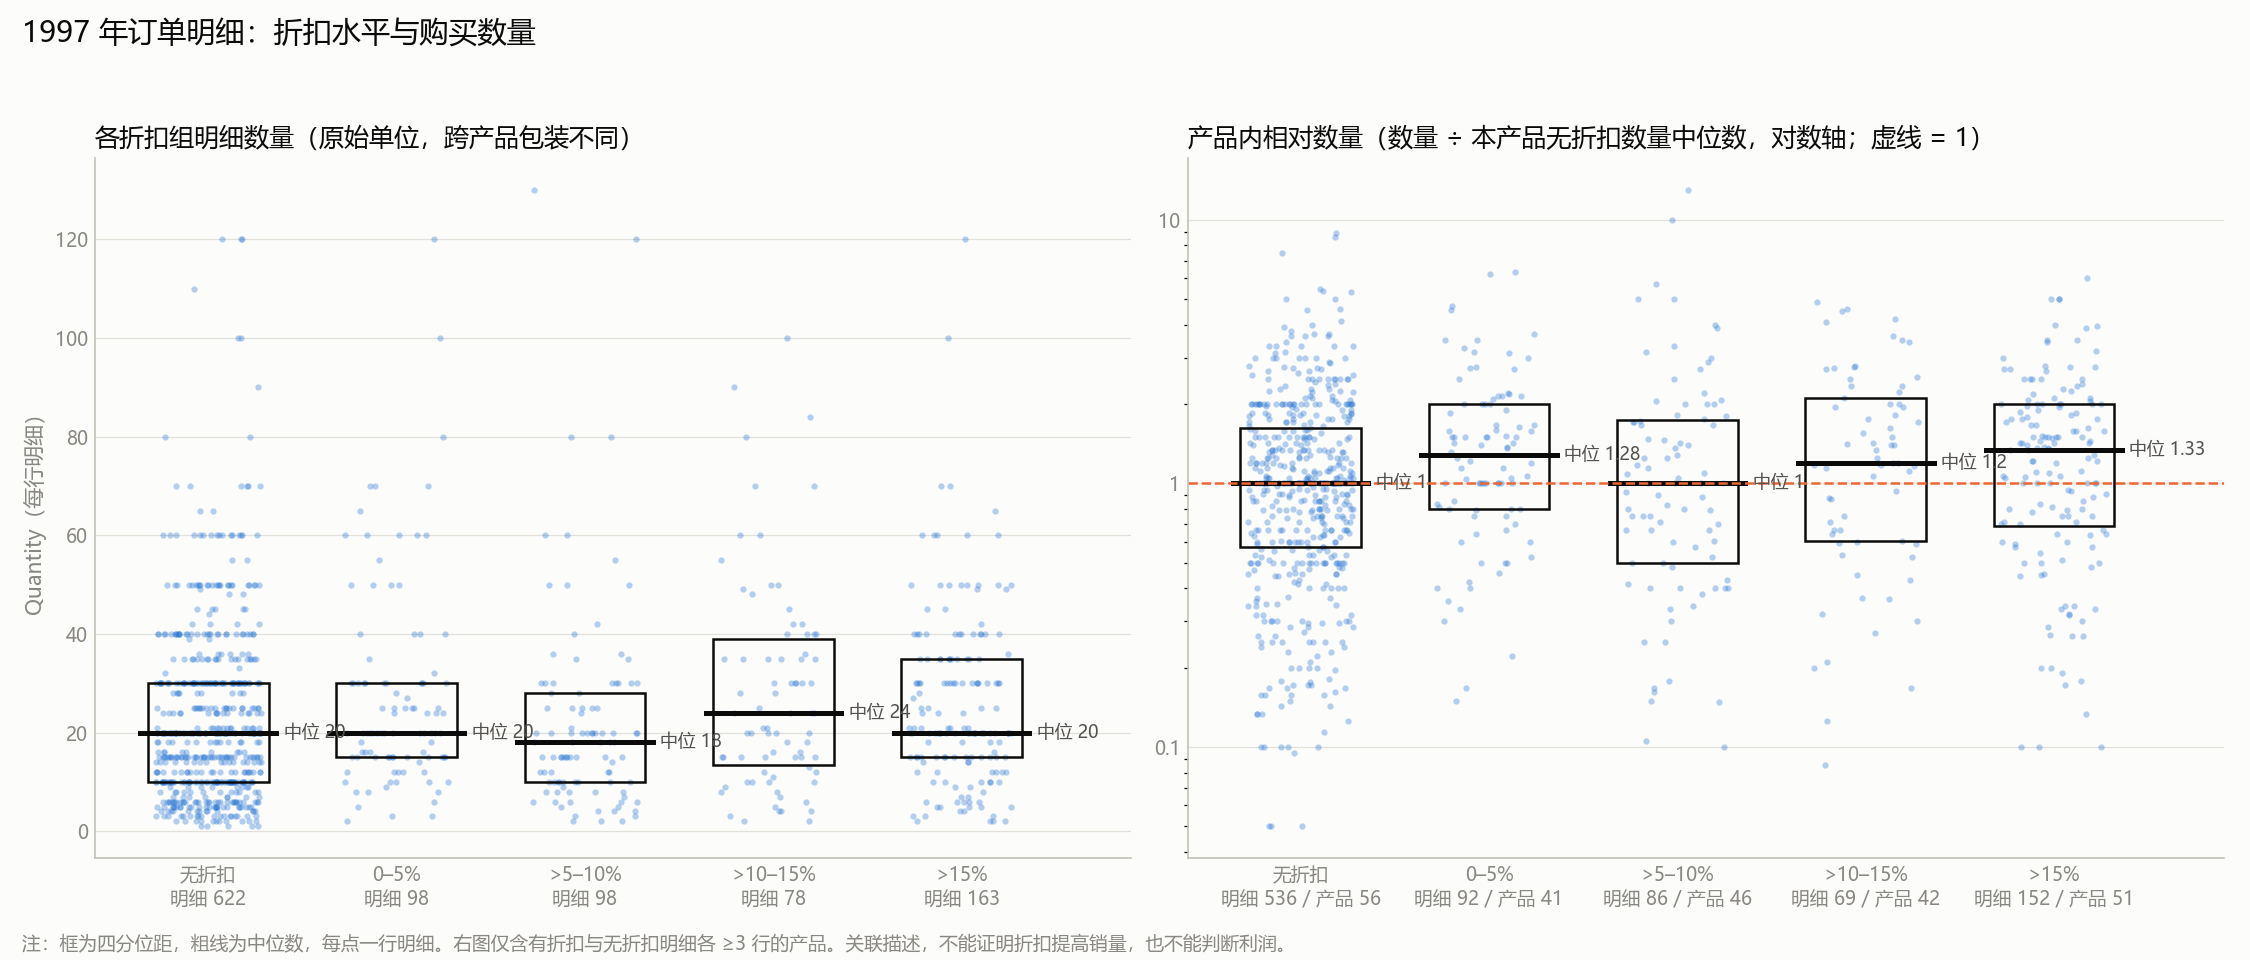 1997 年订单明细：折扣水平与购买数量
各折扣组明细数量（原始单位，跨产品包装不同）
Quantity（每行明细）
120
100
80
60
40
20
0
中位 20
中位 20
中位 18
中位 24
中位 20
无折扣
明细 622
0–5%
明细 98
>5–10%
明细 98
>10–15%
明细 78
>15%
明细 163
产品内相对数量（数量 ÷ 本产品无折扣数量中位数，对数轴；虚线 = 1）
10
1
0.1
中位 1
中位 1.28
中位 1
中位 1.2
中位 1.33
无折扣
明细 536 / 产品 56
0–5%
明细 92 / 产品 41
>5–10%
明细 86 / 产品 46
>10–15%
明细 69 / 产品 42
>15%
明细 152 / 产品 51
注：框为四分位距，粗线为中位数，每点一行明细。右图仅含有折扣与无折扣明细各 ≥3 行的产品。关联描述，不能证明折扣提高销量，也不能判断利润。